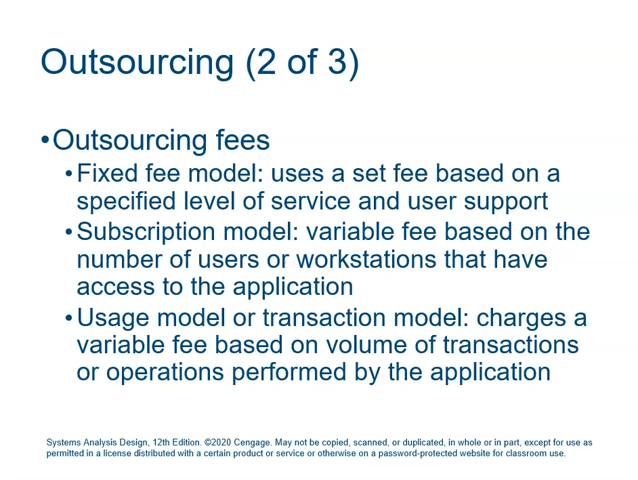 Outsourcing (2 of 3)
•Outsourcing fees
•Fixed fee model: uses a set fee based on a
specified level of service and user support
•Subscription model: variable fee based on the
number of users or workstations that have
access to the application
•Usage model or transaction model: charges a
variable fee based on volume of transactions
or operations performed by the application
Systems Analysis Design, 12th Edition. ©2020 Cengage. May not be copied, scanned, or duplicated, in whole or in part, except for use as
permitted in a license distributed with a certain product or service or otherwise on a password-protected website for classroom use.